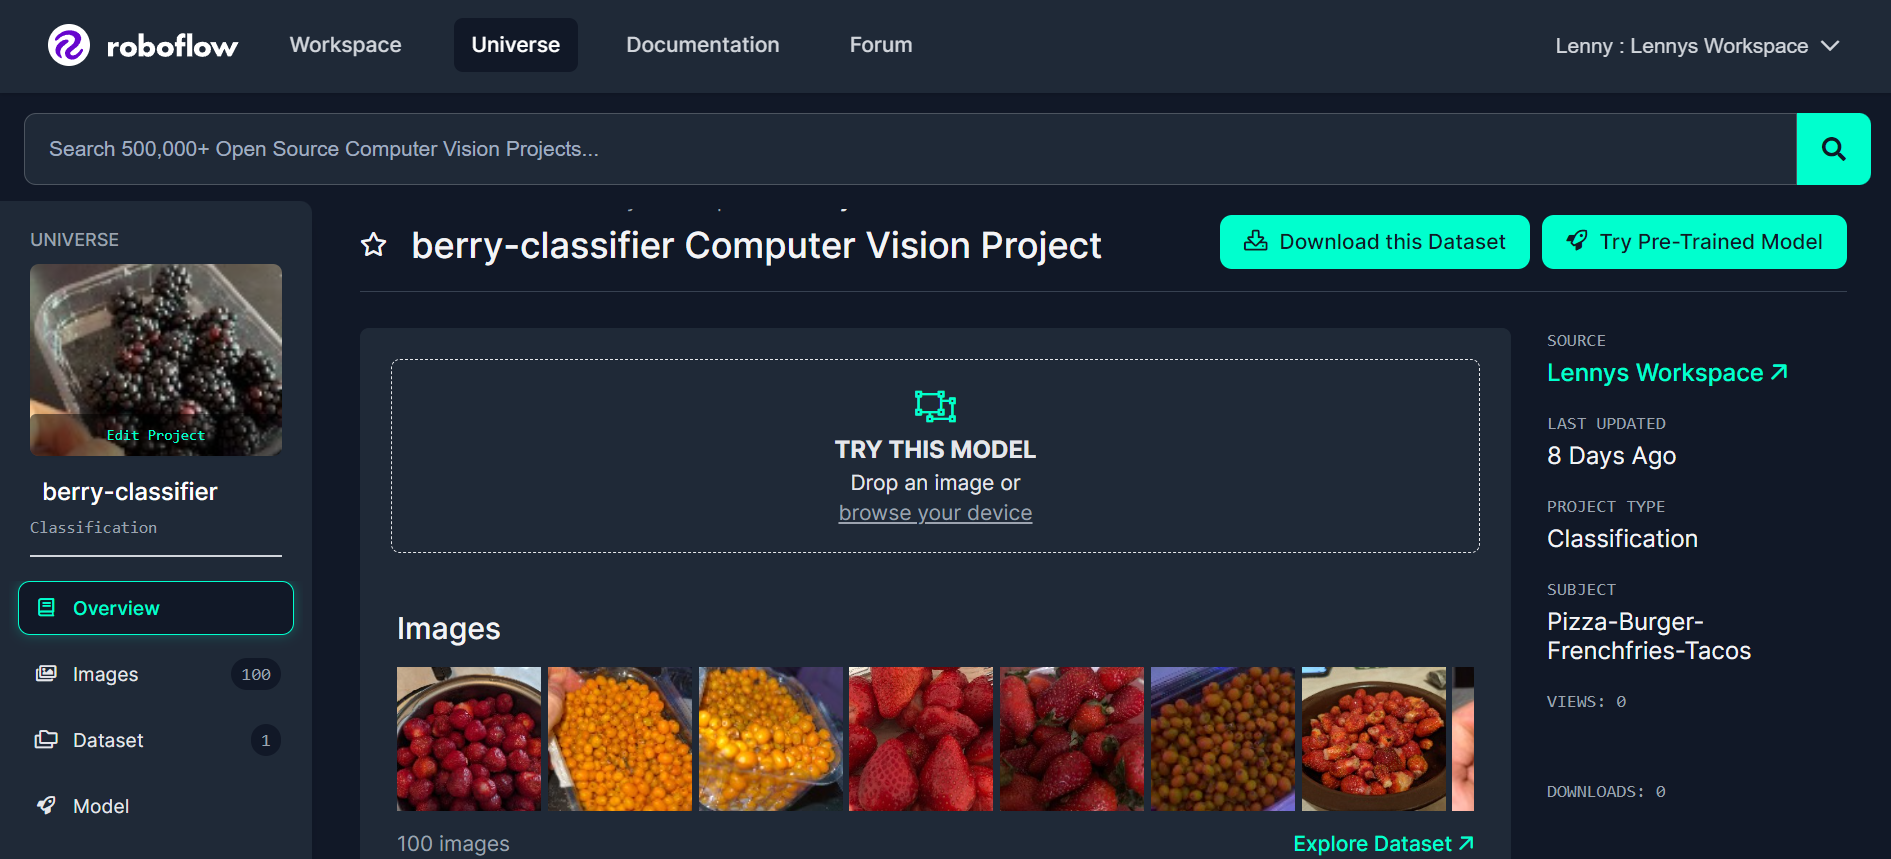 roboflow
Workspace
Universe
Documentation
Forum
Lenny : Lennys Workspace
Search 500,000+ Open Source Computer Vision Projects...
UNIVERSE
Edit Project
berry-classifier
Classification
Overview
Images 100
Dataset 1
Model
berry-classifier Computer Vision Project
Download this Dataset
Try Pre-Trained Model
TRY THIS MODEL
Drop an image or
browse your device
Images
100 images
Explore Dataset
SOURCE
Lennys Workspace
LAST UPDATED
8 Days Ago
PROJECT TYPE
Classification
SUBJECT
Pizza-Burger-
Frenchfries-Tacos
VIEWS: 0
DOWNLOADS: 0